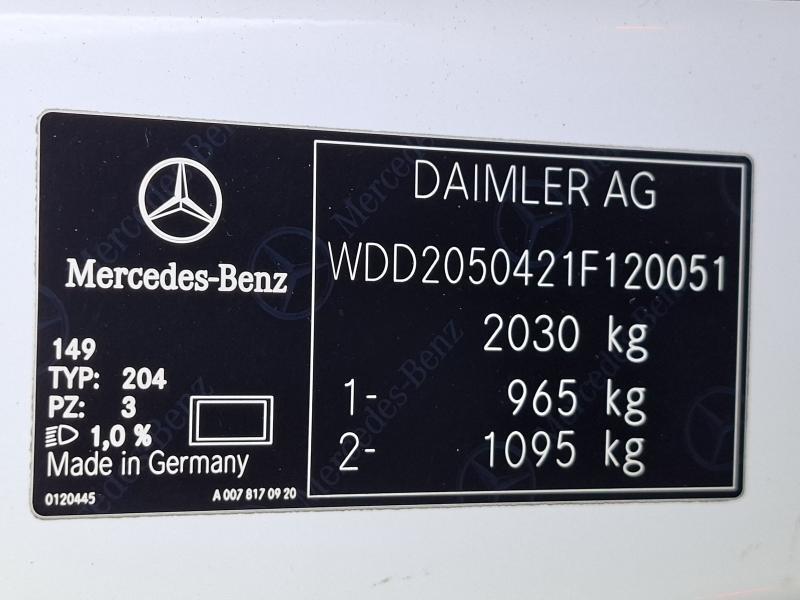 Mercedes-Benz
149
TYP: 204
PZ: 3
1,0 %
Made in Germany
0120445
A 007 817 09 20
DAIMLER AG
WDD2050421F120051
2030 kg
1- 965 kg
2- 1095 kg